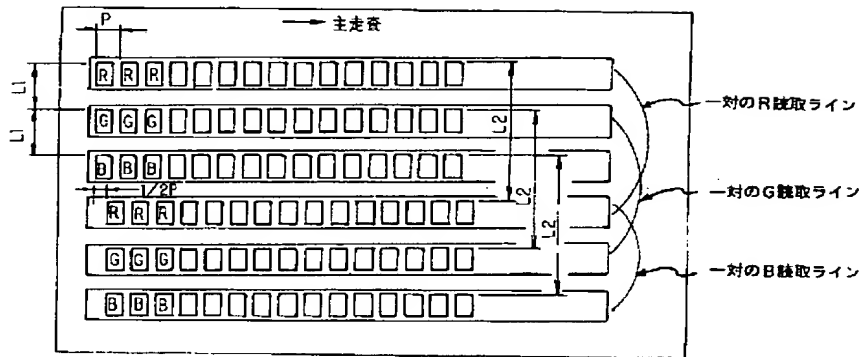 P
主走査
R R R
L1
一対のR読取ライン
L2
G G G
L1
B B B
1/2P
L2
一対のG読取ライン
R R R
L2
G G G
一対のB読取ライン
B B B